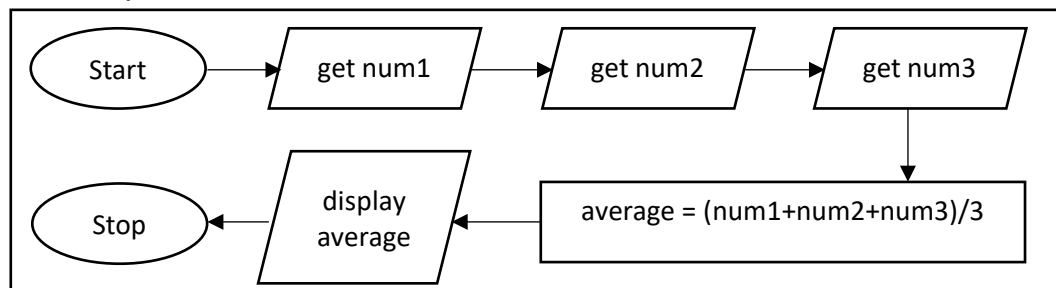 Start
get num1
get num2
get num3
average = (num1+num2+num3)/3
display
average
Stop